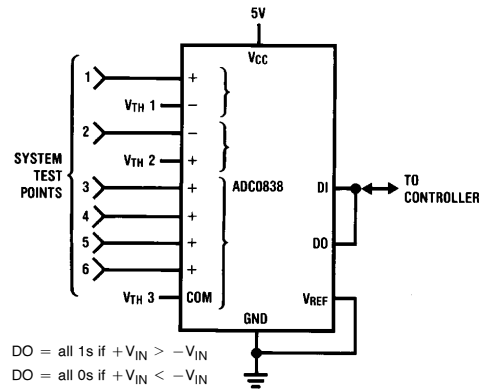 5V
VCC
1
+
VTH 1
−
2
−
VTH 2
+
SYSTEM
TEST
POINTS
3
+
ADC0838
DI
TO
CONTROLLER
4
+
5
+
DO
6
+
VTH 3
COM
VREF
GND
DO = all 1s if +VIN > −VIN
DO = all 0s if +VIN < −VIN